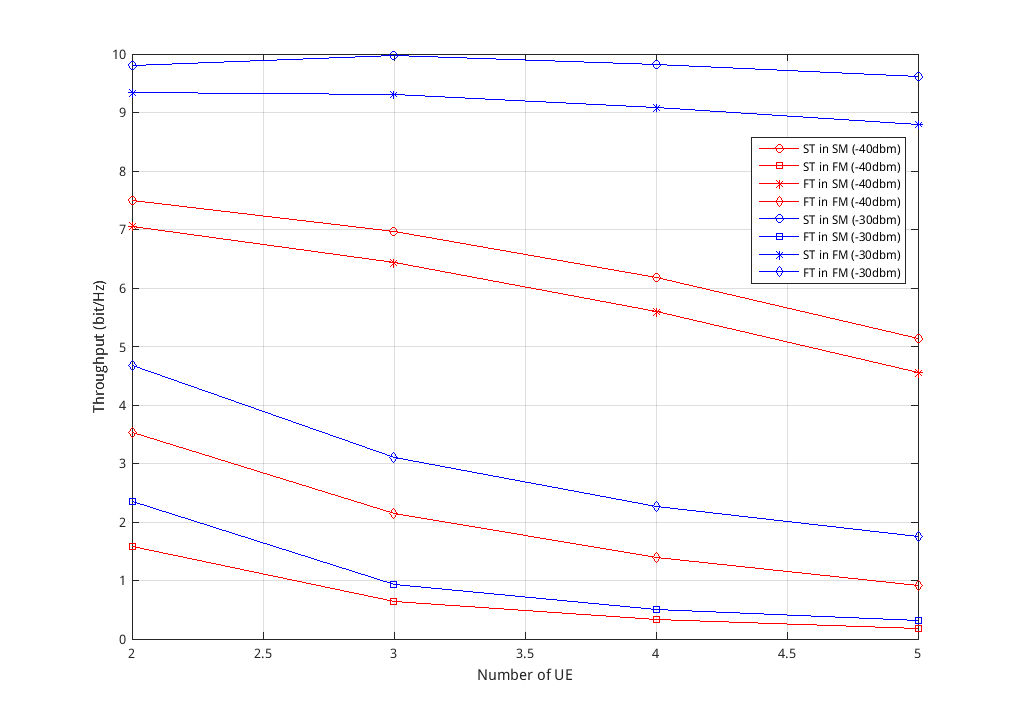 10
9
8
7
6
5
4
3
2
1
0
Throughput (bit/Hz)
ST in SM (-40dbm)
ST in FM (-40dbm)
FT in SM (-40dbm)
FT in FM (-40dbm)
ST in SM (-30dbm)
FT in SM (-30dbm)
ST in FM (-30dbm)
FT in FM (-30dbm)
2 2.5 3 3.5 4 4.5 5
Number of UE